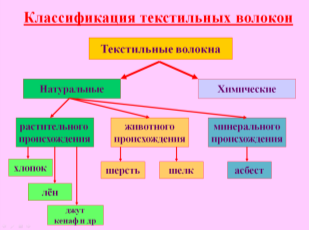 Классификация текстильных волокон
Текстильные волокна
Натуральные
Химические
растительного
происхождения
животного
происхождения
минерального
происхождения
хлопок
шерсть
шелк
асбест
лён
джут
кенаф и др